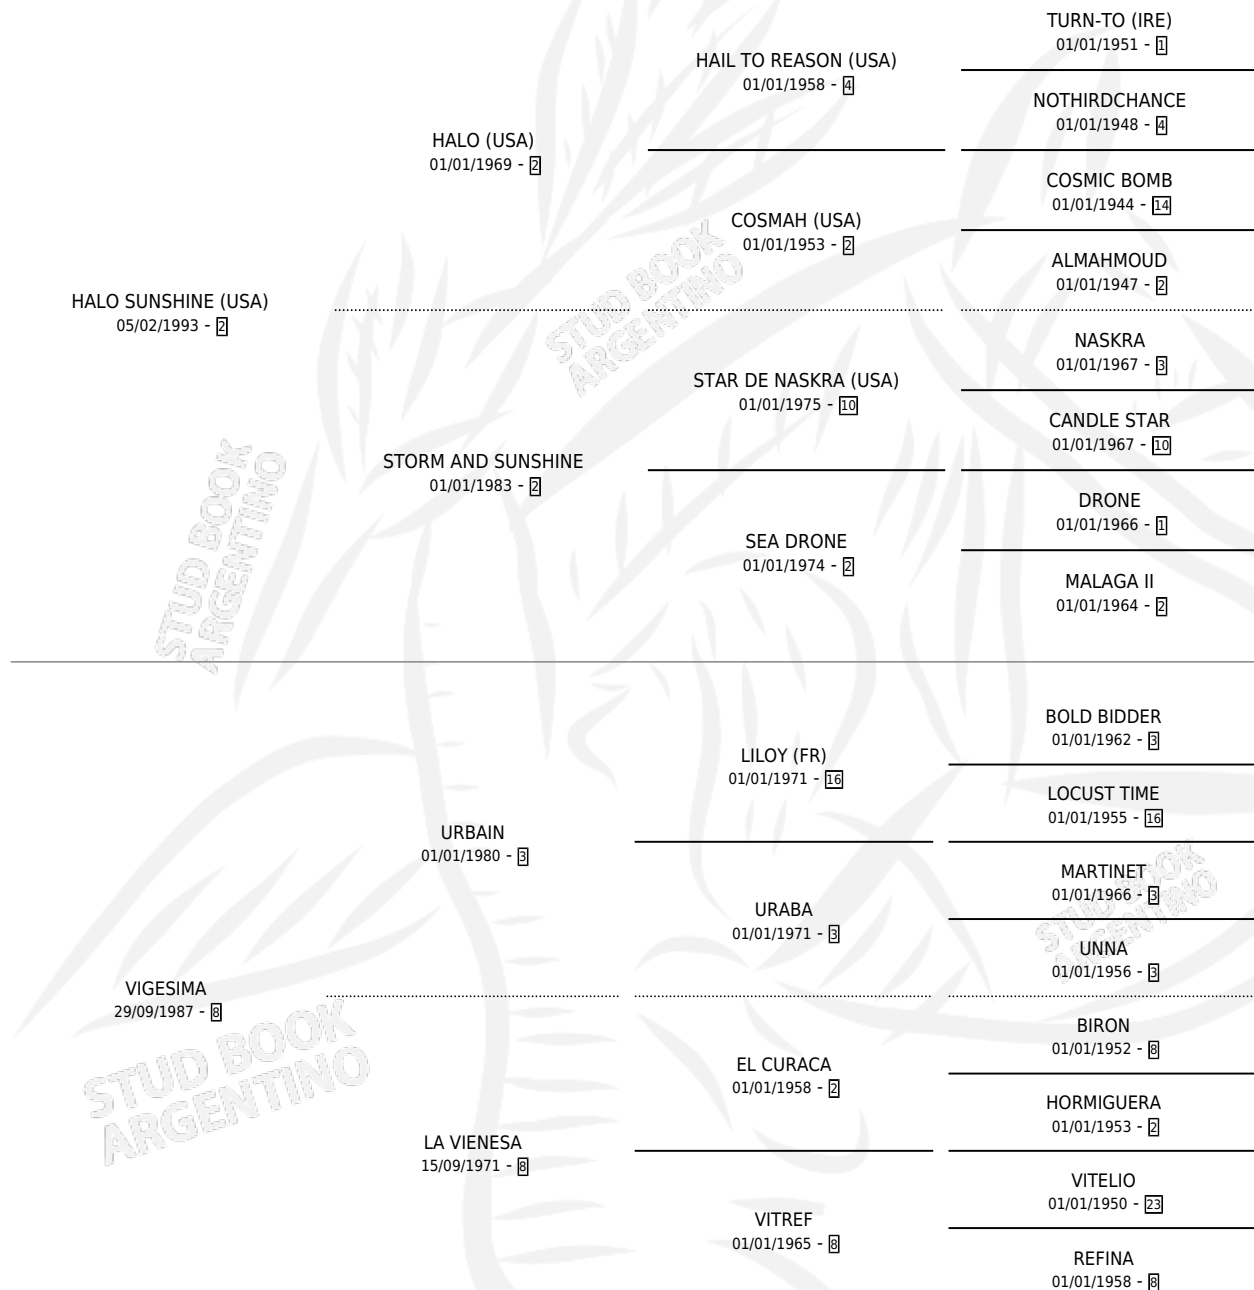 TURN-TO (IRE)
01/01/1951 - 1
HAIL TO REASON (USA)
01/01/1958 - 4
NOTHIRDCHANCE
01/01/1948 - 4
HALO (USA)
01/01/1969 - 2
COSMIC BOMB
01/01/1944 - 14
COSMAH (USA)
01/01/1953 - 2
ALMAHMOUD
01/01/1947 - 2
HALO SUNSHINE (USA)
05/02/1993 - 2
NASKRA
01/01/1967 - 3
STAR DE NASKRA (USA)
01/01/1975 - 10
CANDLE STAR
01/01/1967 - 10
STORM AND SUNSHINE
01/01/1983 - 2
DRONE
01/01/1966 - 1
SEA DRONE
01/01/1974 - 2
MALAGA II
01/01/1964 - 2
BOLD BIDDER
01/01/1962 - 3
LILOY (FR)
01/01/1971 - 16
LOCUST TIME
01/01/1955 - 16
URBAIN
01/01/1980 - 3
MARTINET
01/01/1966 - 3
URABA
01/01/1971 - 3
UNNA
01/01/1956 - 3
VIGESIMA
29/09/1987 - 8
BIRON
01/01/1952 - 8
EL CURACA
01/01/1958 - 2
HORMIGUERA
01/01/1953 - 2
LA VIENESA
15/09/1971 - 8
VITELIO
01/01/1950 - 23
VITREF
01/01/1965 - 8
REFINA
01/01/1958 - 8
STUD BOOK
ARGENTINO
STUD BOOK
ARGENTINO
STUD BOOK
ARGENTINO
STUD BOOK
ARGENTINO